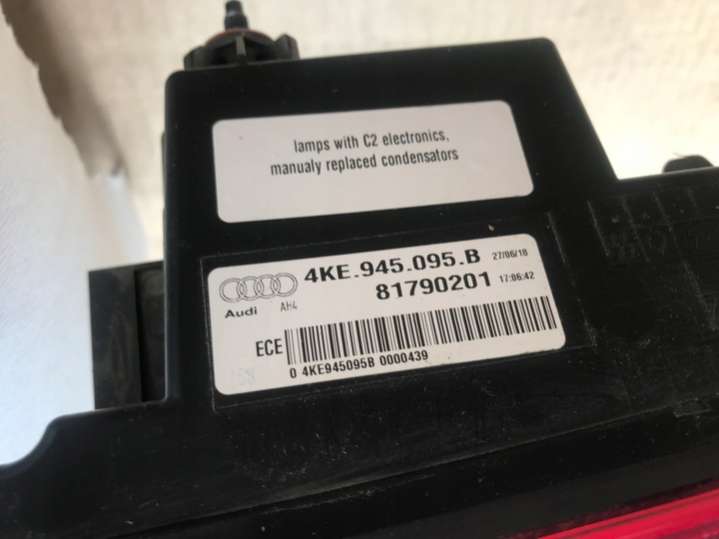 lamps with C2 electronics,
manualy replaced condensators
4KE.945.095.B 27/06/18
81790201 17:06:42
Audi AH4
ECE
0 4KE945095B 0000439